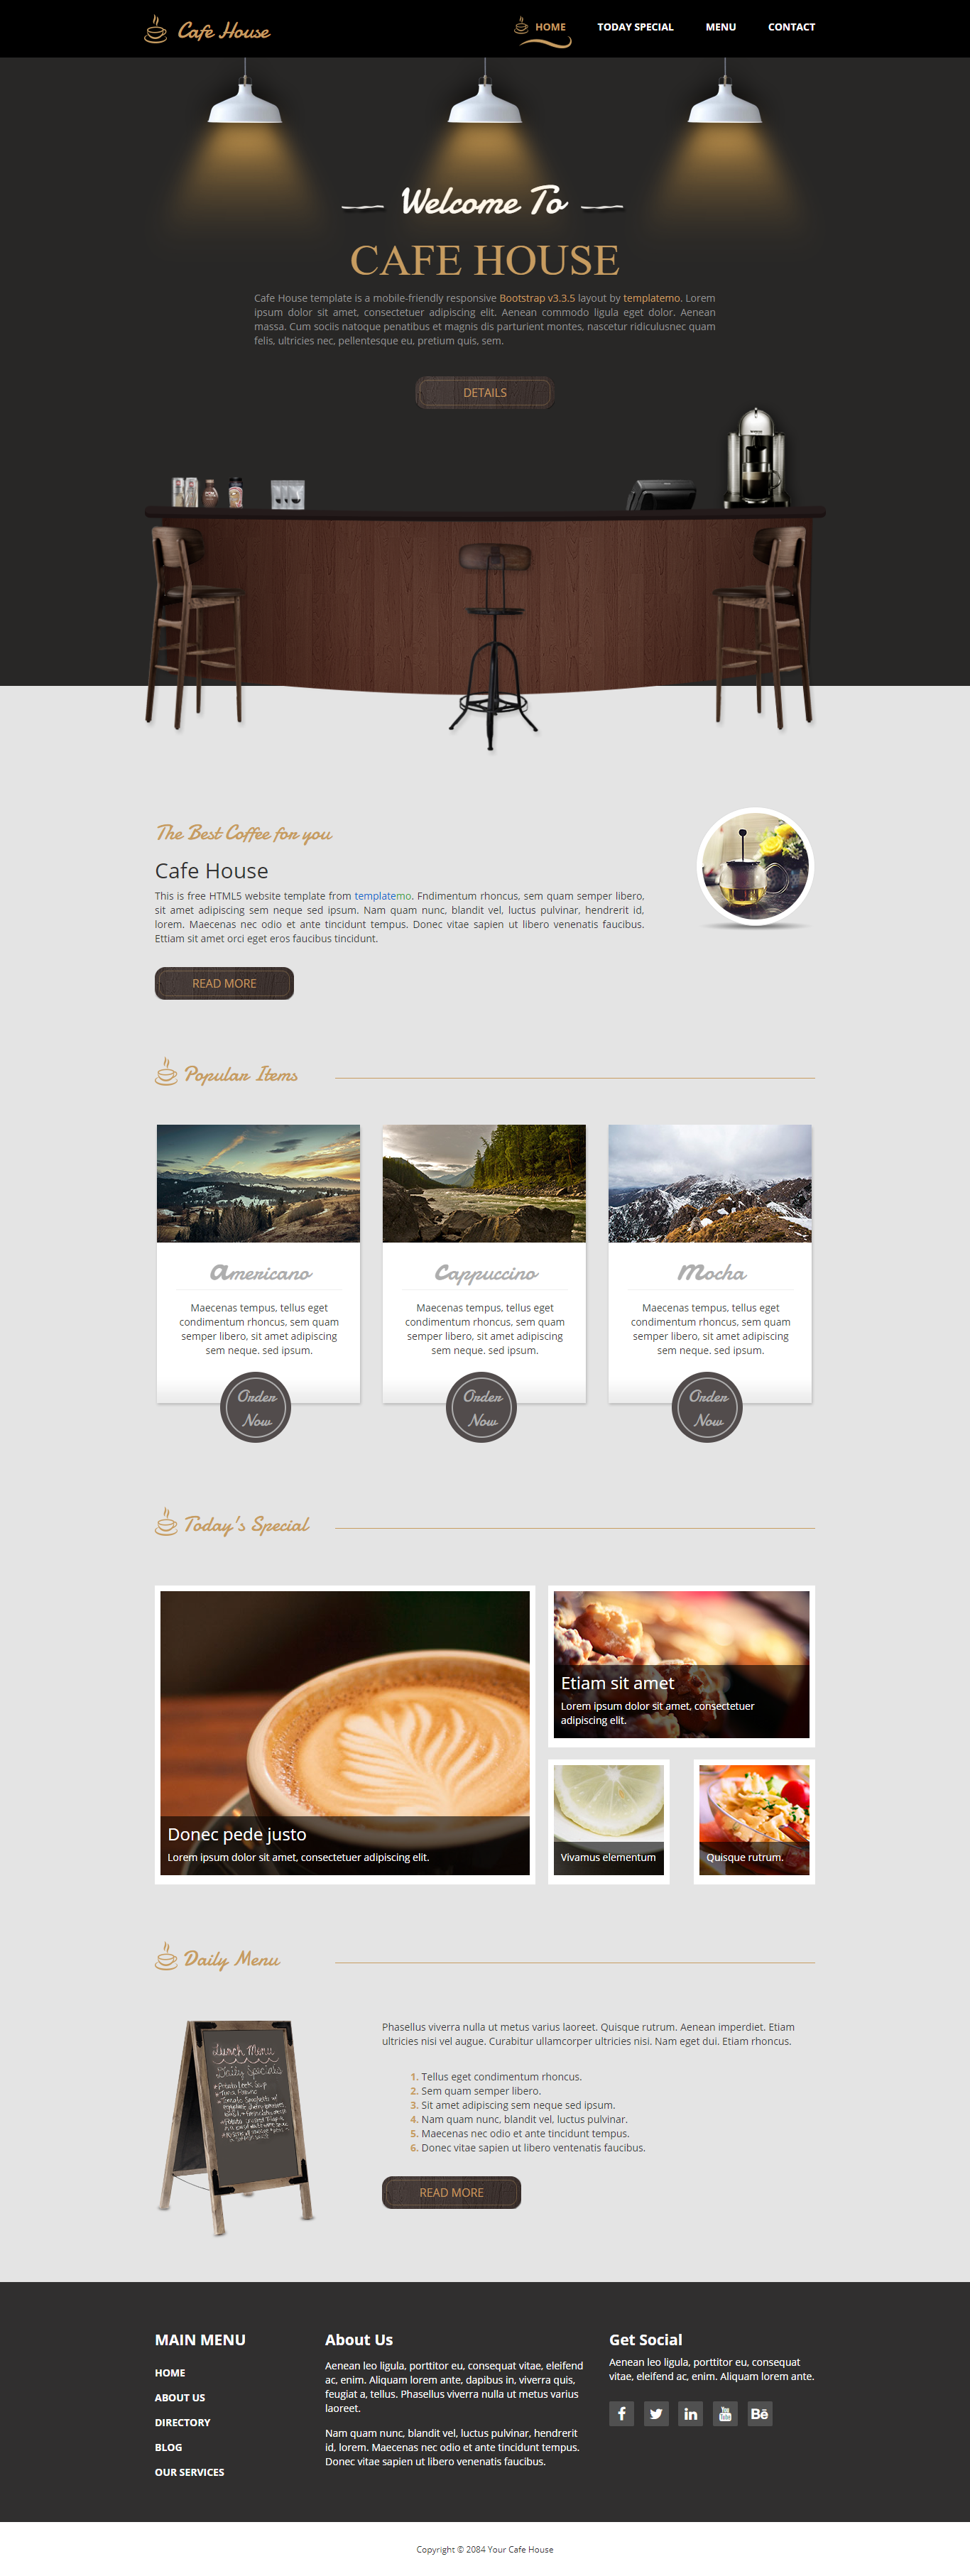 Cafe House
HOME
TODAY SPECIAL
MENU
CONTACT
Welcome To
CAFE HOUSE
Cafe House template is a mobile-friendly responsive Bootstrap v3.3.5 layout by templatemo. Lorem
ipsum dolor sit amet, consectetuer adipiscing elit. Aenean commodo ligula eget dolor. Aenean
massa. Cum sociis natoque penatibus et magnis dis parturient montes, nascetur ridiculusnec quam
felis, ultricies nec, pellentesque eu, pretium quis, sem.
DETAILS
The Best Coffee for you
Cafe House
This is free HTML5 website template from templatemo. Fndimentum rhoncus, sem quam semper libero,
sit amet adipiscing sem neque sed ipsum. Nam quam nunc, blandit vel, luctus pulvinar, hendrerit id,
lorem. Maecenas nec odio et ante tincidunt tempus. Donec vitae sapien ut libero venenatis faucibus.
Ettiam sit amet orci eget eros faucibus tincidunt.
READ MORE
Popular Items
Americano
Maecenas tempus, tellus eget
condimentum rhoncus, sem quam
semper libero, sit amet adipiscing
sem neque. sed ipsum.
Order
Now
Cappuccino
Maecenas tempus, tellus eget
condimentum rhoncus, sem quam
semper libero, sit amet adipiscing
sem neque. sed ipsum.
Order
Now
Mocha
Maecenas tempus, tellus eget
condimentum rhoncus, sem quam
semper libero, sit amet adipiscing
sem neque. sed ipsum.
Order
Now
Today's Special
Donec pede justo
Lorem ipsum dolor sit amet, consectetuer adipiscing elit.
Etiam sit amet
Lorem ipsum dolor sit amet, consectetuer
adipiscing elit.
Vivamus elementum
Quisque rutrum.
Daily Menu
Lunch Menu
Daily Specials
Phasellus viverra nulla ut metus varius laoreet. Quisque rutrum. Aenean imperdiet. Etiam
ultricies nisi vel augue. Curabitur ullamcorper ultricies nisi. Nam eget dui. Etiam rhoncus.
1. Tellus eget condimentum rhoncus.
2. Sem quam semper libero.
3. Sit amet adipiscing sem neque sed ipsum.
4. Nam quam nunc, blandit vel, luctus pulvinar.
5. Maecenas nec odio et ante tincidunt tempus.
6. Donec vitae sapien ut libero ventenatis faucibus.
READ MORE
MAIN MENU
HOME
ABOUT US
DIRECTORY
BLOG
OUR SERVICES
About Us
Aenean leo ligula, porttitor eu, consequat vitae, eleifend
ac, enim. Aliquam lorem ante, dapibus in, viverra quis,
feugiat a, tellus. Phasellus viverra nulla ut metus varius
laoreet.
Nam quam nunc, blandit vel, luctus pulvinar, hendrerit
id, lorem. Maecenas nec odio et ante tincidunt tempus.
Donec vitae sapien ut libero venenatis faucibus.
Get Social
Aenean leo ligula, porttitor eu, consequat
vitae, eleifend ac, enim. Aliquam lorem ante.
Copyright © 2084 Your Cafe House